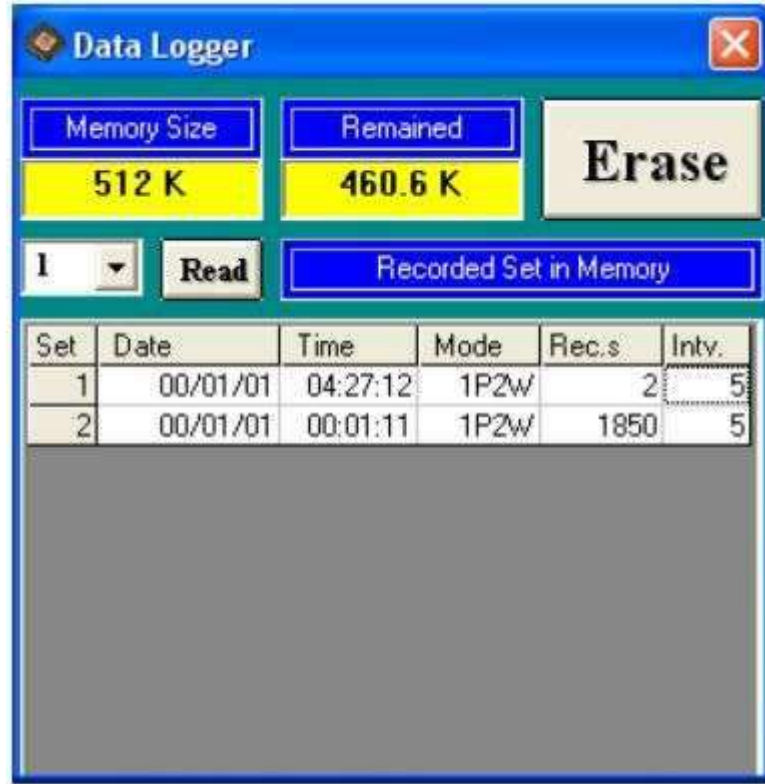 Data Logger
Memory Size Remained Erase
512 K 460.6 K
1 Read Recorded Set in Memory
Set Date Time Mode Rec.s Intv.
1 00/01/01 04:27:12 1P2W 2 5
2 00/01/01 00:01:11 1P2W 1850 5